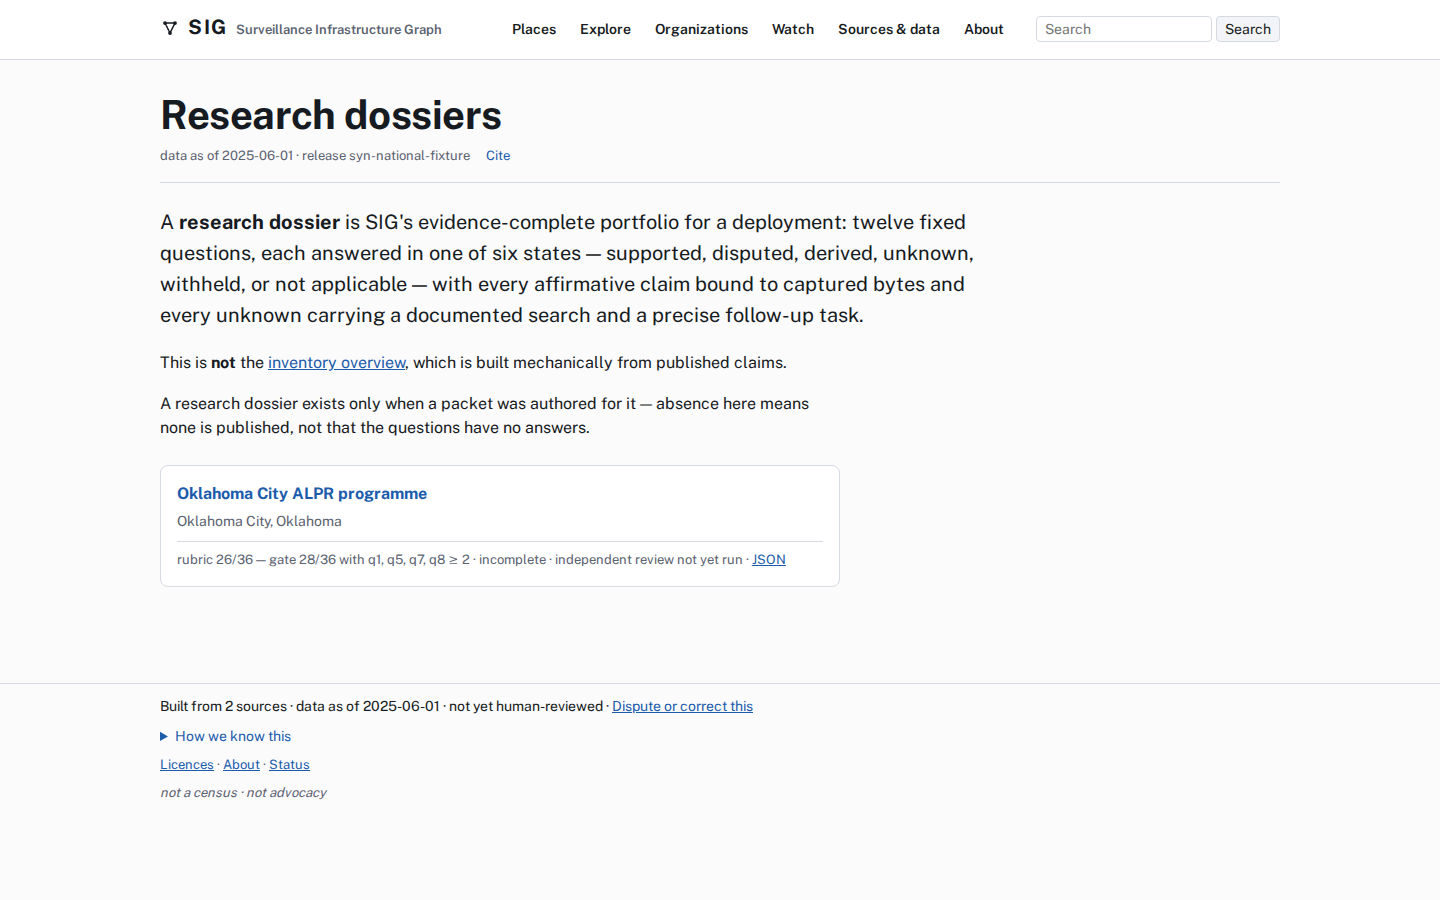 SIG Surveillance Infrastructure Graph Places Explore Organizations Watch Sources & data About Search Search
Research dossiers
data as of 2025-06-01 · release syn-national-fixture Cite
A research dossier is SIG's evidence-complete portfolio for a deployment: twelve fixed
questions, each answered in one of six states — supported, disputed, derived, unknown,
withheld, or not applicable — with every affirmative claim bound to captured bytes and
every unknown carrying a documented search and a precise follow-up task.
This is not the inventory overview, which is built mechanically from published claims.
A research dossier exists only when a packet was authored for it — absence here means
none is published, not that the questions have no answers.
Oklahoma City ALPR programme
Oklahoma City, Oklahoma
rubric 26/36 — gate 28/36 with q1, q5, q7, q8 ≥ 2 · incomplete · independent review not yet run · JSON
Built from 2 sources · data as of 2025-06-01 · not yet human-reviewed · Dispute or correct this
How we know this
Licences · About · Status
not a census · not advocacy